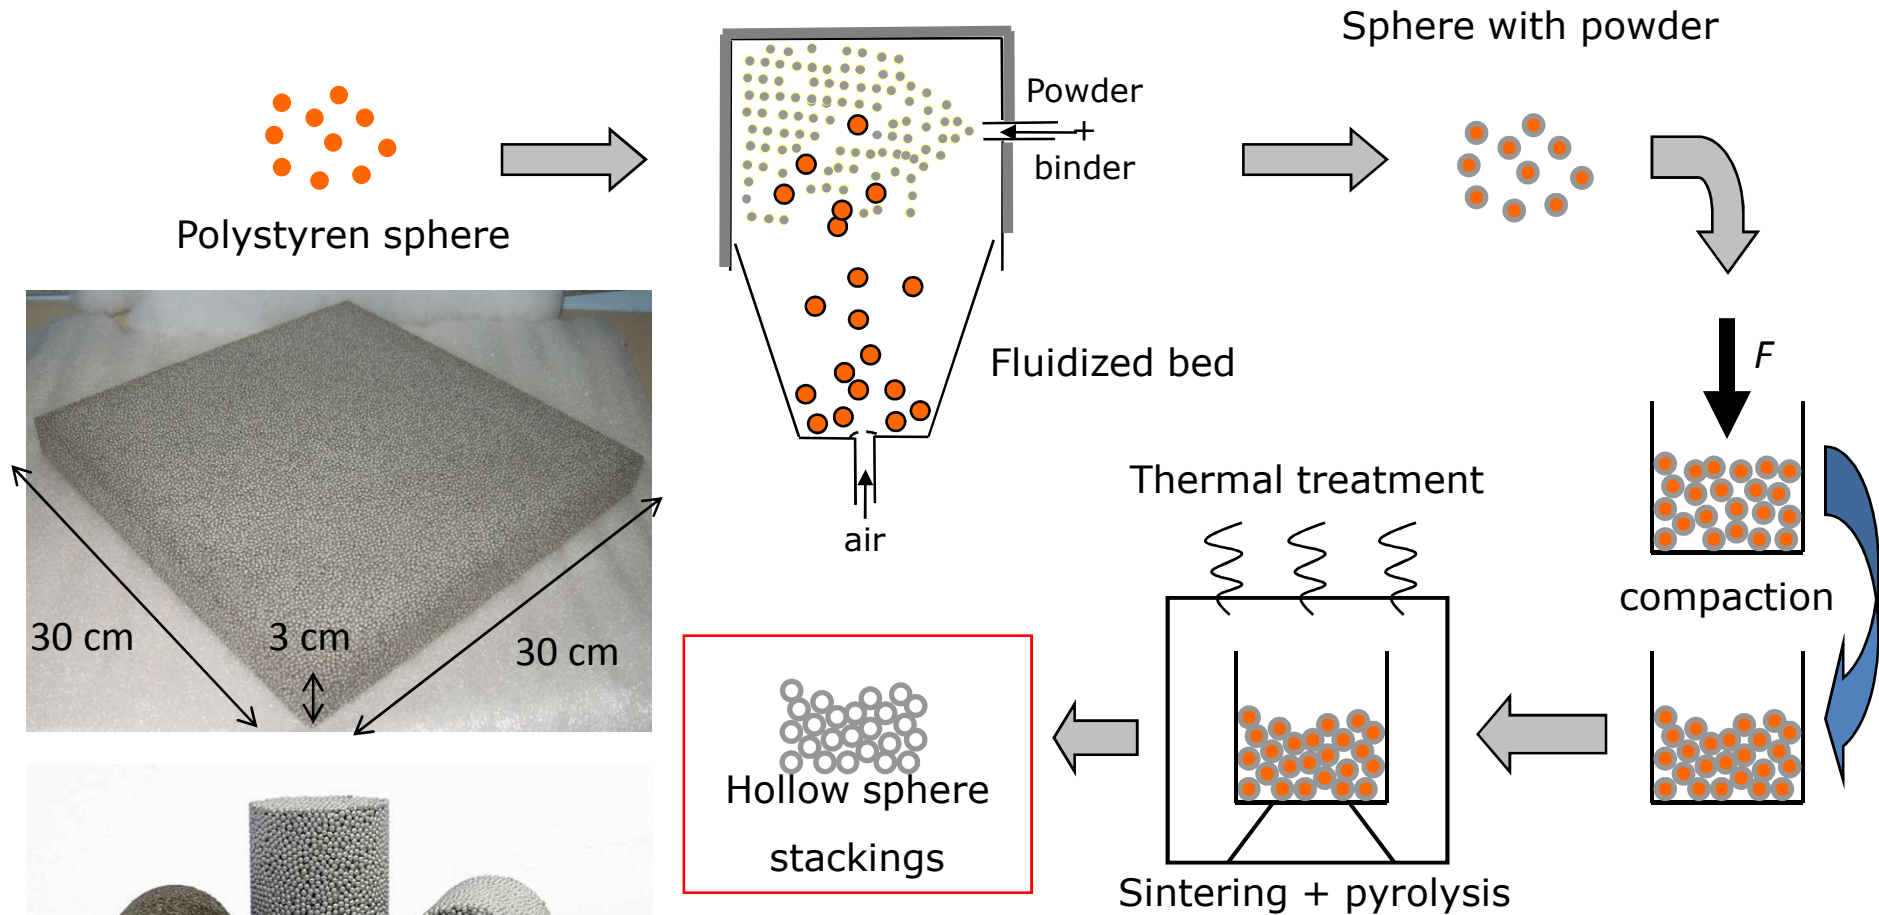 Sphere with powder
Powder
+
binder
Polystyren sphere
Fluidized bed
F
air
Thermal treatment
compaction
30 cm
3 cm
30 cm
Hollow sphere
stackings
Sintering + pyrolysis